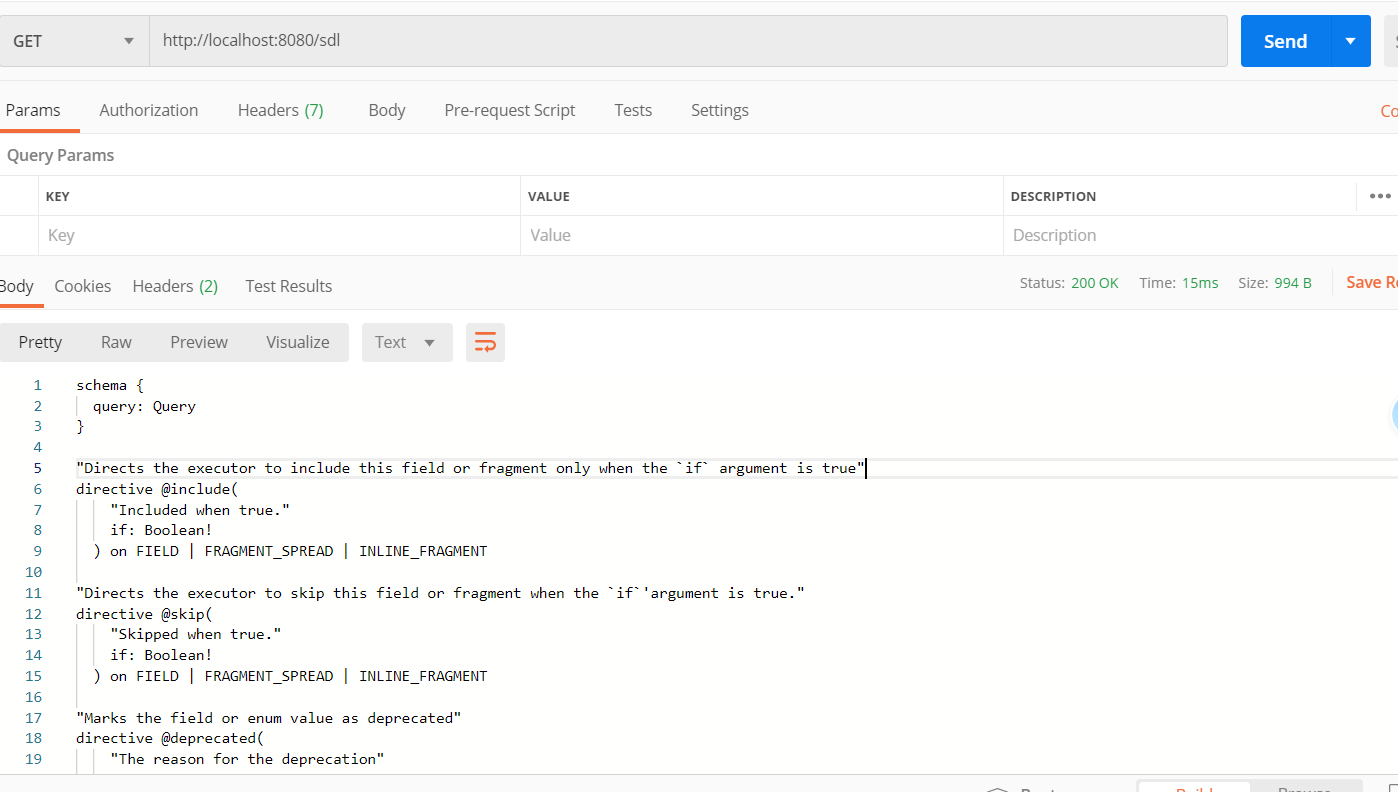 GET http://localhost:8080/sdl Send
Params Authorization Headers (7) Body Pre-request Script Tests Settings
Query Params
KEY VALUE DESCRIPTION
Key Value Description
Body Cookies Headers (2) Test Results Status: 200 OK Time: 15ms Size: 994 B Save
Pretty Raw Preview Visualize Text
1 schema {
2 query: Query
3 }
4
5 "Directs the executor to include this field or fragment only when the `if` argument is true"
6 directive @include(
7 "Included when true."
8 if: Boolean!
9 ) on FIELD | FRAGMENT_SPREAD | INLINE_FRAGMENT
10
11 "Directs the executor to skip this field or fragment when the `if`'argument is true."
12 directive @skip(
13 "Skipped when true."
14 if: Boolean!
15 ) on FIELD | FRAGMENT_SPREAD | INLINE_FRAGMENT
16
17 "Marks the field or enum value as deprecated"
18 directive @deprecated(
19 "The reason for the deprecation"